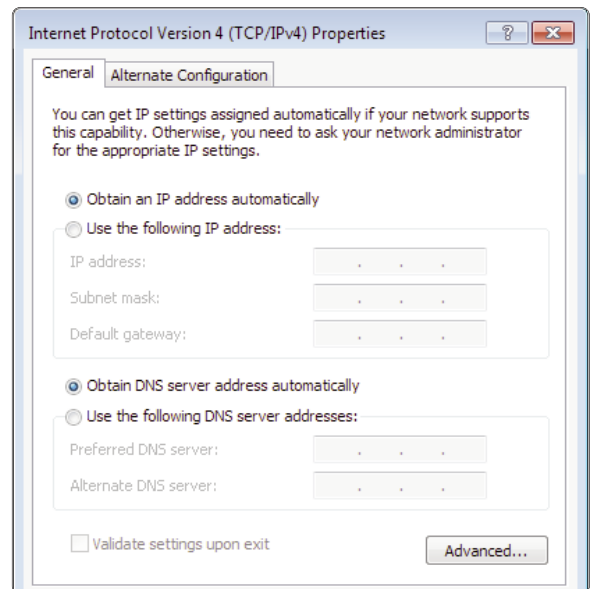 Internet Protocol Version 4 (TCP/IPv4) Properties
General
Alternate Configuration
You can get IP settings assigned automatically if your network supports
this capability. Otherwise, you need to ask your network administrator
for the appropriate IP settings.
Obtain an IP address automatically
Use the following IP address:
IP address:
Subnet mask:
Default gateway:
Obtain DNS server address automatically
Use the following DNS server addresses:
Preferred DNS server:
Alternate DNS server:
Validate settings upon exit
Advanced...